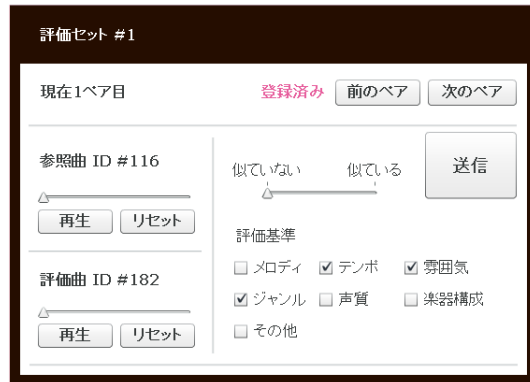 評価セット #1
現在1ペア目
登録済み
前のペア
次のペア
参照曲 ID #116
再生
リセット
評価曲 ID #182
再生
リセット
似ていない
似ている
送信
評価基準
メロディ
テンポ
雰囲気
ジャンル
声質
楽器構成
その他